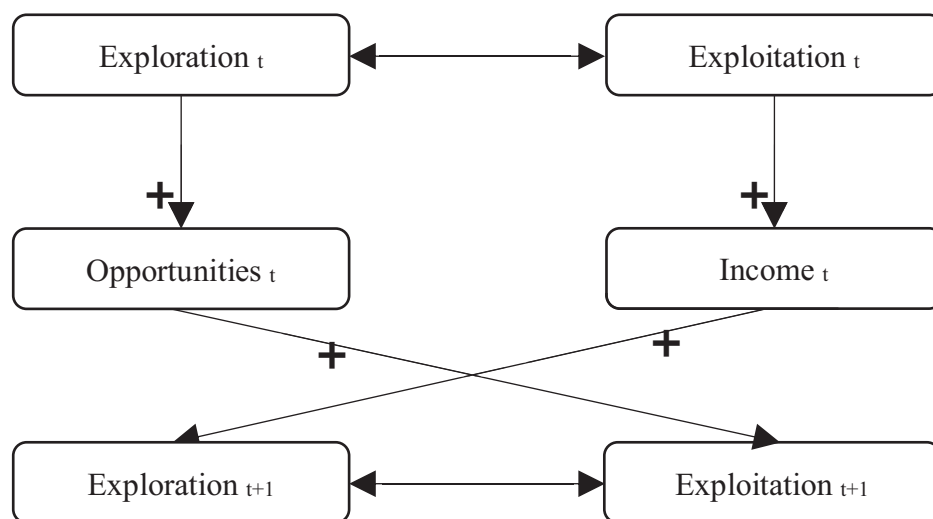 Exploration t
Exploitation t
+
+
Opportunities t
Income t
+
+
Exploration t+1
Exploitation t+1